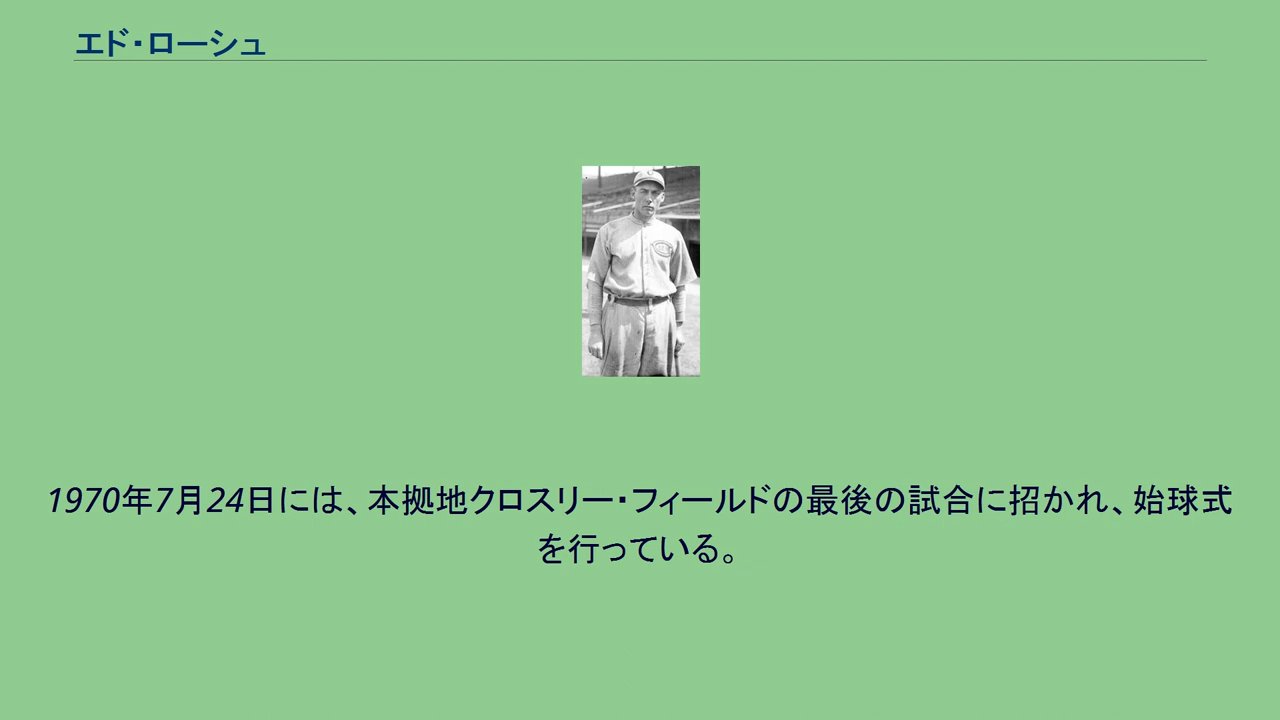 エド・ローシュ
1970年7月24日には、本拠地クロスリー・フィールドの最後の試合に招かれ、始球式
を行っている。